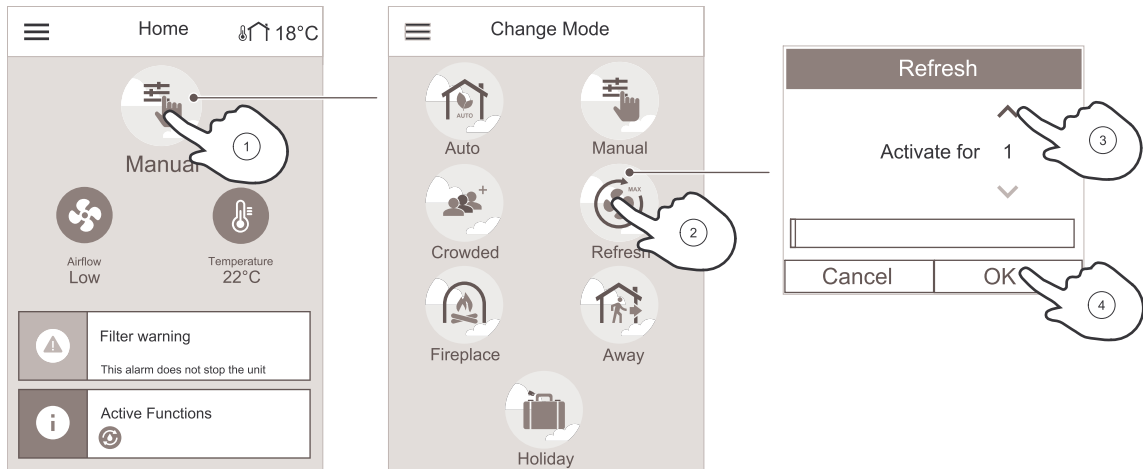 Home
18°C
Manual
1
Airflow
Low
Temperature
22°C
Filter warning
This alarm does not stop the unit
Active Functions
Change Mode
AUTO
Auto
Manual
Crowded
MAX
Refresh
2
Fireplace
Away
Holiday
Refresh
Activate for 1
3
Cancel
OK
4